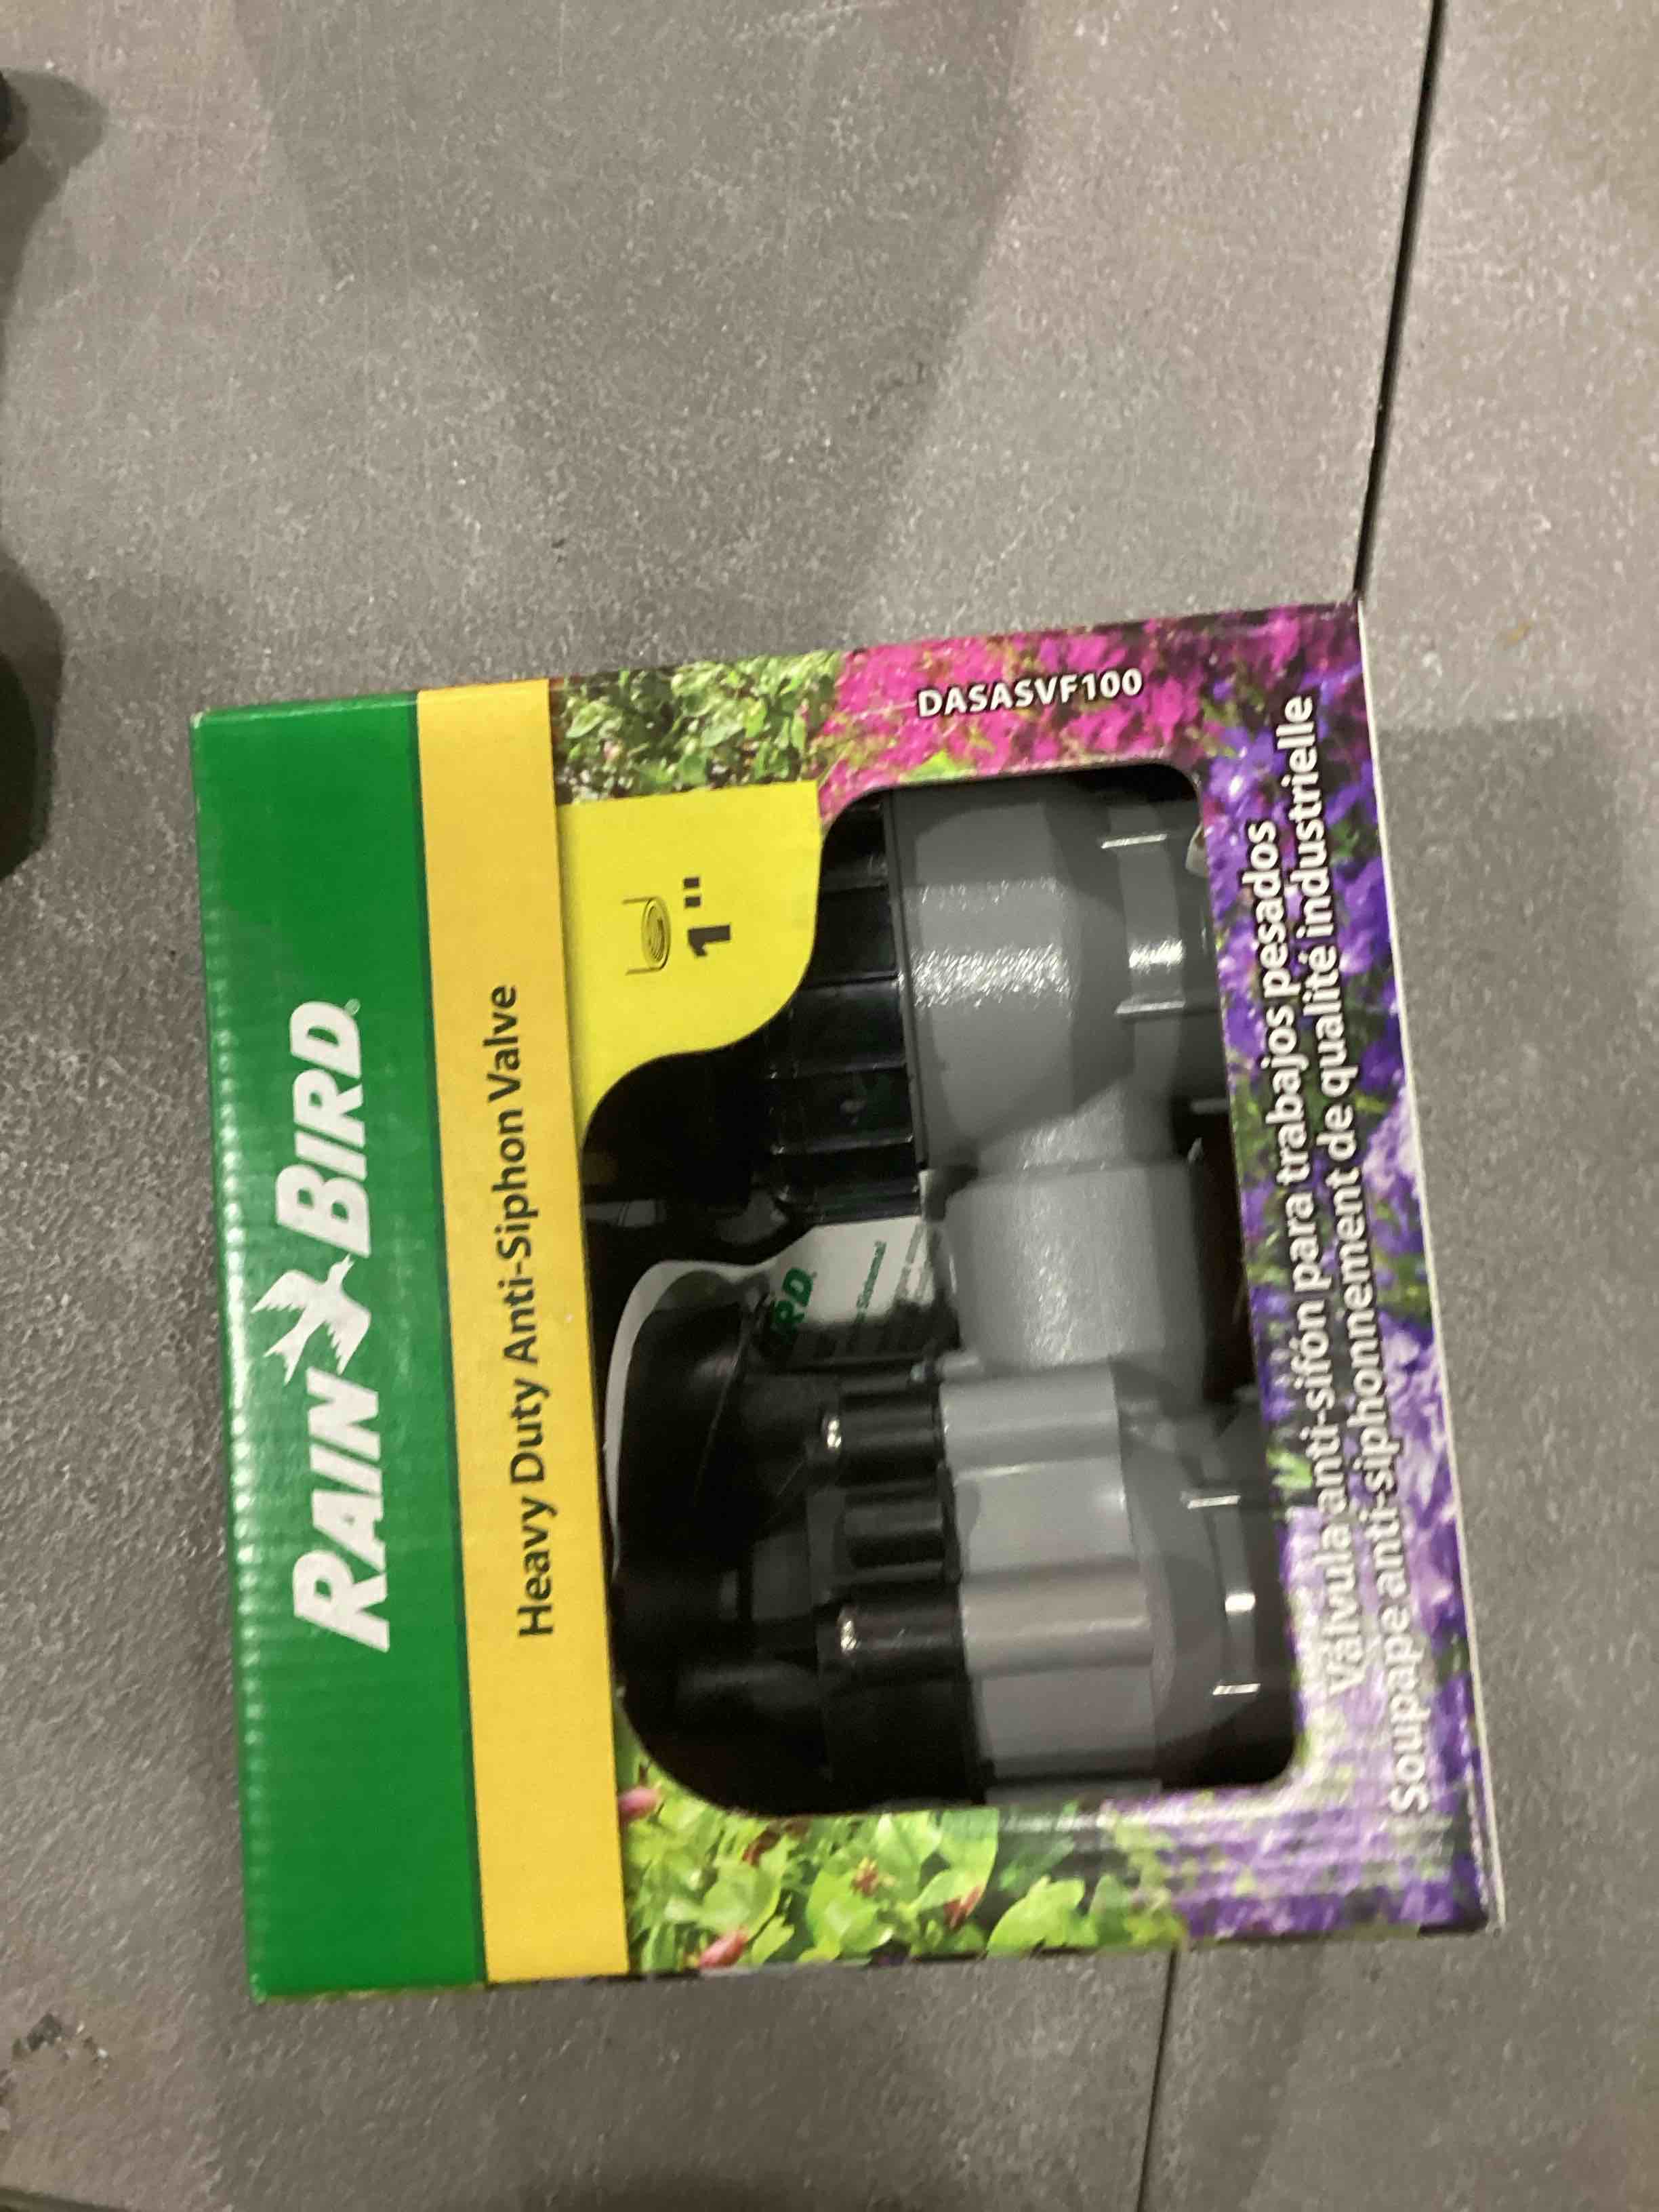 RAIN BIRD®
Heavy Duty Anti-Siphon Valve
1"
DASASVF100
BIRD®
Válvula anti-sifón para trabajos pesados
Soupape anti-siphonnement de qualité industrielle